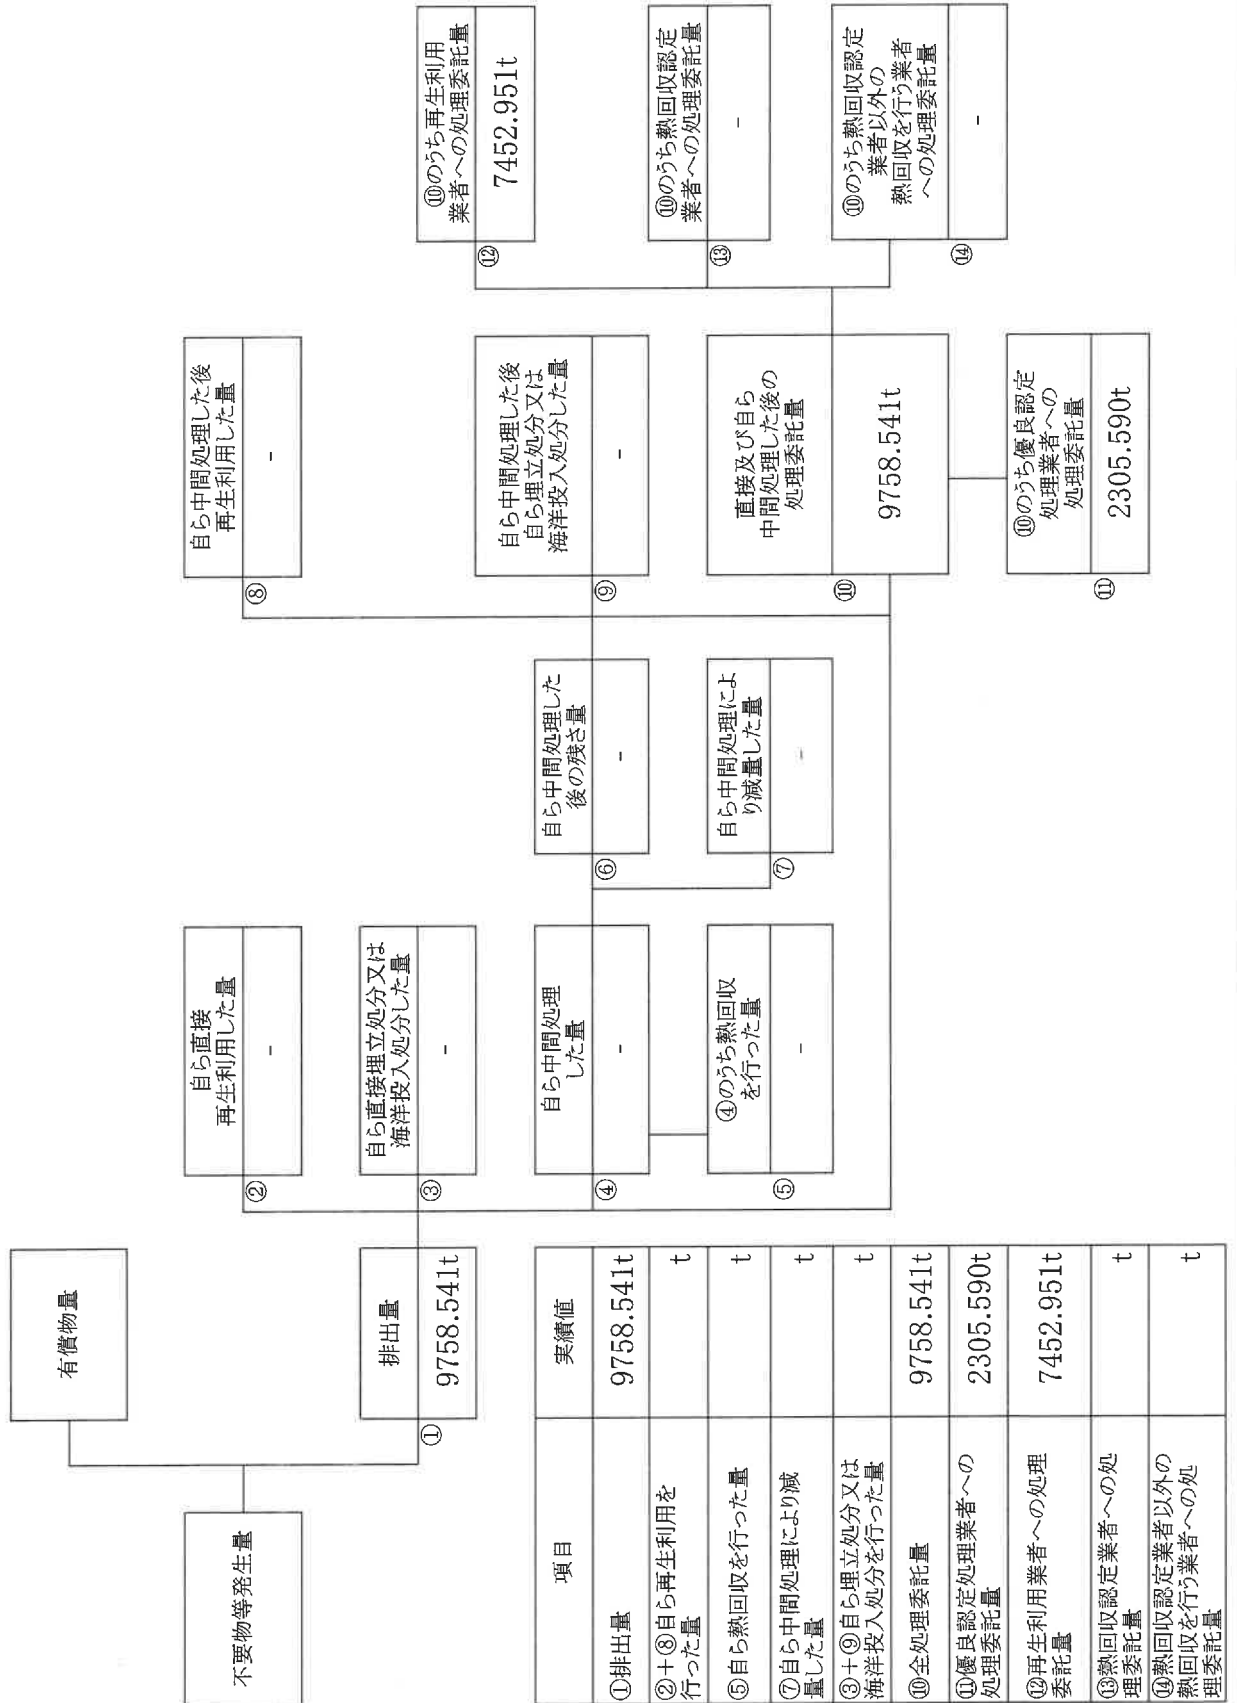 不要物等発生量
有償物量
排出量
①
9758.541t
自ら直接
再生利用した量
②
-
自ら直接埋立処分又は
海洋投入処分した量
③
-
自ら中間処理
した量
④
-
④のうち熱回収
を行った量
⑤
-
自ら中間処理した
後の残さ量
⑥
-
自ら中間処理によ
り減量した量
⑦
-
自ら中間処理した後
再生利用した量
⑧
-
自ら中間処理した後
自ら埋立処分又は
海洋投入処分した量
⑨
-
直接及び自ら
中間処理した後の
処理委託量
⑩
9758.541t
⑩のうち優良認定
処理業者への
処理委託量
⑪
2305.590t
⑩のうち再生利用
業者への処理委託量
⑫
7452.951t
⑩のうち熱回収認定
業者への処理委託量
⑬
-
⑩のうち熱回収認定
業者以外の
熱回収を行う業者
への処理委託量
⑭
-
項目 実績値
①排出量 9758.541t
②+⑧自ら再生利用を
行った量 t
⑤自ら熱回収を行った量 t
⑦自ら中間処理により減
量した量 t
③+⑨自ら埋立処分又は
海洋投入処分を行った量 t
⑩全処理委託量 9758.541t
⑪優良認定処理業者への
処理委託量 2305.590t
⑫再生利用業者への処理
委託量 7452.951t
⑬熱回収認定業者への処
理委託量 t
⑭熱回収認定業者以外の
熱回収を行う業者への処
理委託量 t